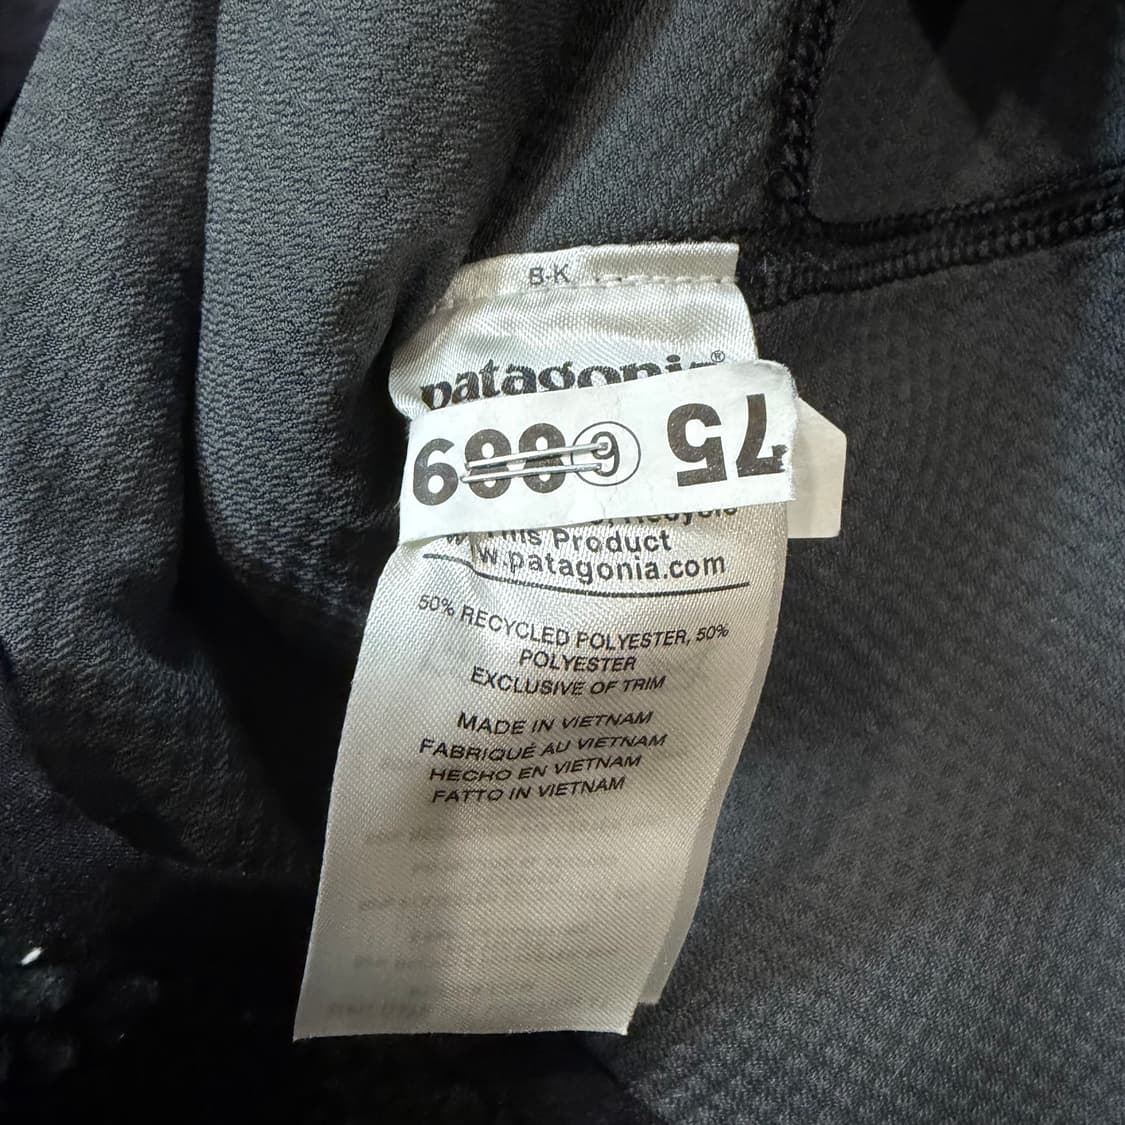 B-K
patagonia®
75
Recycle
This Product
w.patagonia.com
50% RECYCLED POLYESTER, 50%
POLYESTER
EXCLUSIVE OF TRIM
MADE IN VIETNAM
FABRIQUÉ AU VIETNAM
HECHO EN VIETNAM
FATTO IN VIETNAM